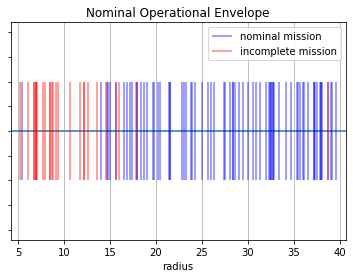 Nominal Operational Envelope
nominal mission
incomplete mission
5 10 15 20 25 30 35 40
radius